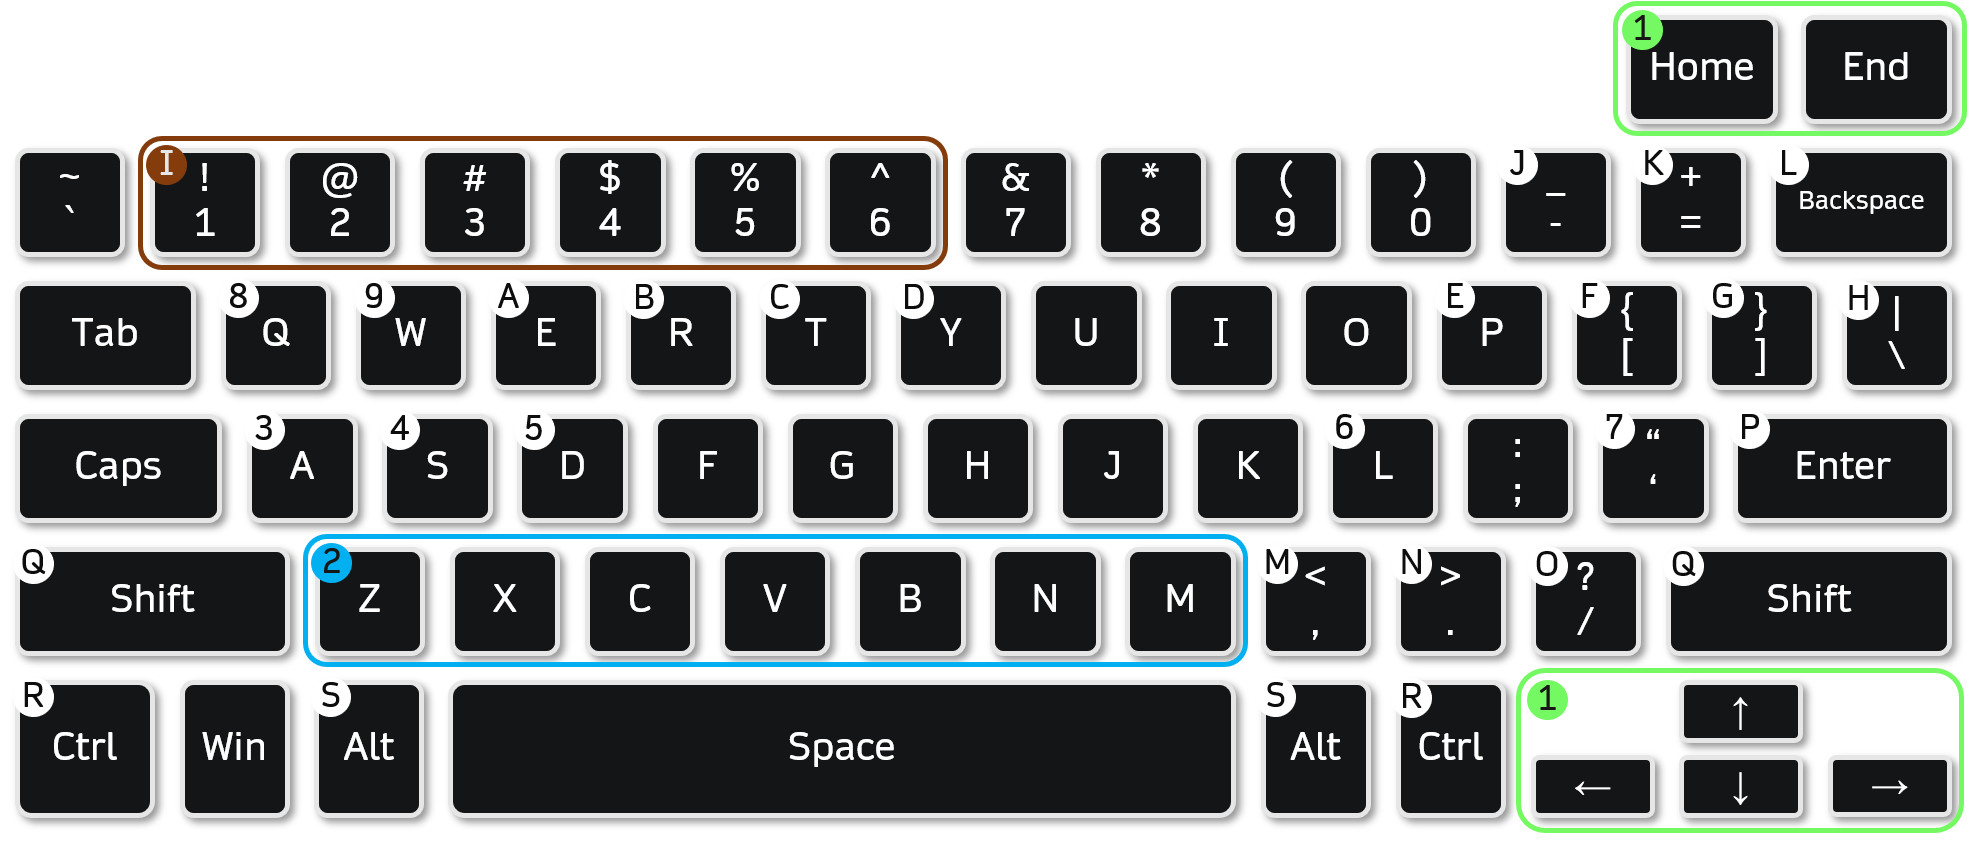 1 Home End
~ ` I ! 1 @ 2 # 3 $ 4 % 5 ^ 6 & 7 * 8 ( 9 ) 0 J _ - K + = L Backspace
Tab 8 Q 9 W A E B R C T D Y U I O E P F { [ G } ] H | \
Caps 3 A 4 S 5 D F G H J K 6 L : ; 7 “ ‘ P Enter
Q Shift 2 Z X C V B N M M < , N > . O ? / Q Shift
R Ctrl Win S Alt Space S Alt R Ctrl 1 ↑
← ↓ →